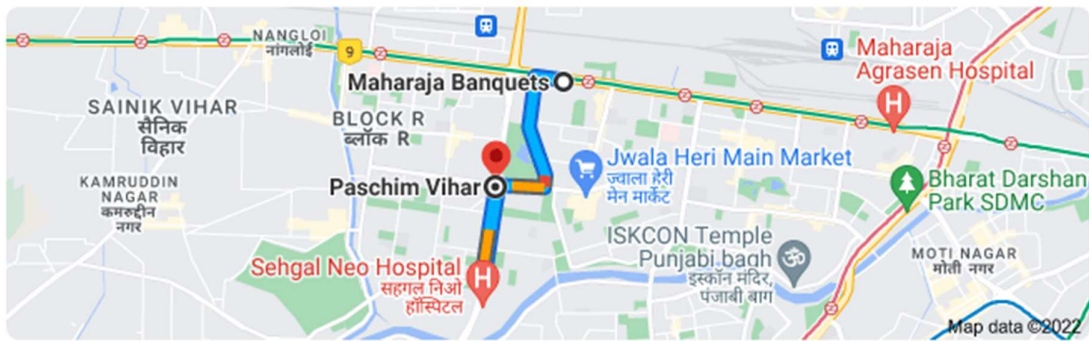 NANGLOI
नांगलोई
9
Maharaja
Agrasen Hospital
H
Maharaja Banquets
SAINIK VIHAR
सैनिक
विहार
BLOCK R
ब्लॉक R
Jwala Heri Main Market
ज्वाला हेरी
मेन मार्केट
KAMRUDDIN
NAGAR
कमरुद्दीन
नगर
Paschim Vihar
Bharat Darshan
Park SDMC
ISKCON Temple
Punjabi bagh
इस्कॉन मंदिर,
पंजाबी बाग
MOTI NAGAR
मोती नगर
Sehgal Neo Hospital
सहगल निओ
हॉस्पिटल
H
Map data ©2022